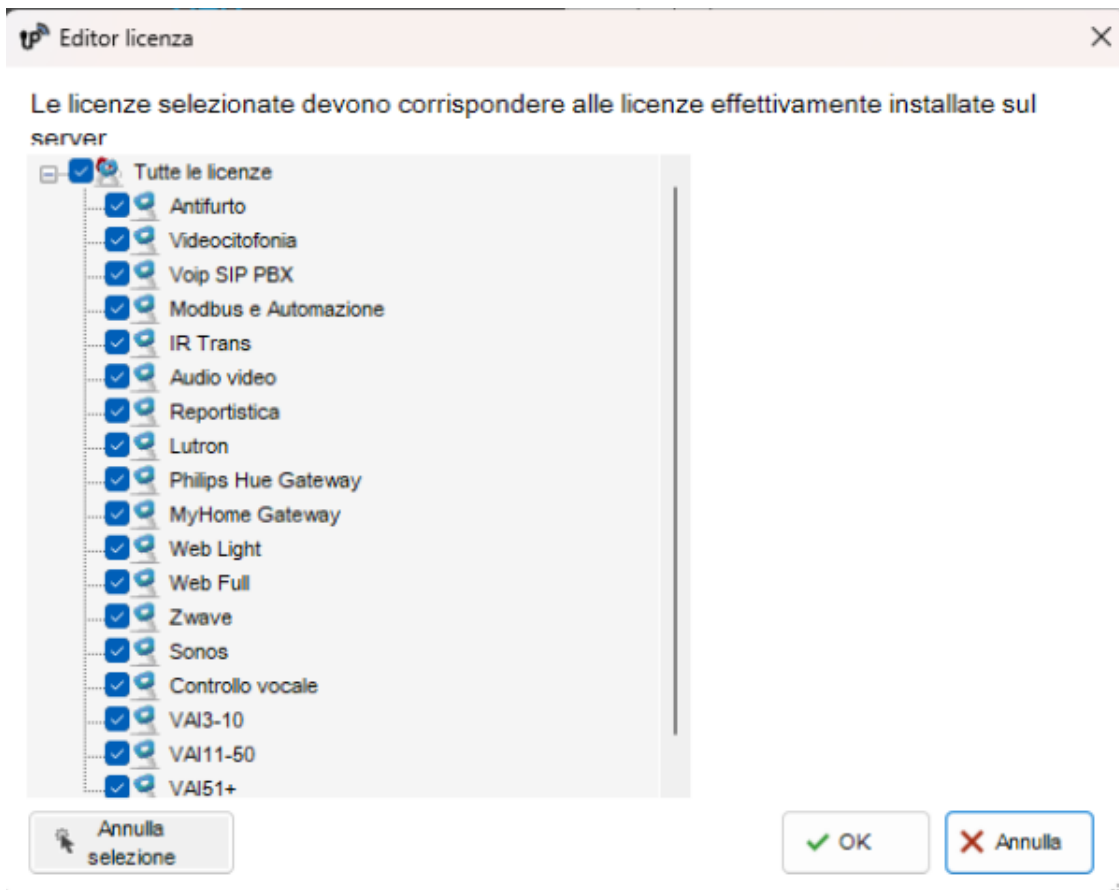 Editor licenza
Le licenze selezionate devono corrispondere alle licenze effettivamente installate sul
server
Tutte le licenze
Antifurto
Videocitofonia
Voip SIP PBX
Modbus e Automazione
IR Trans
Audio video
Reportistica
Lutron
Philips Hue Gateway
MyHome Gateway
Web Light
Web Full
Zwave
Sonos
Controllo vocale
VAI3-10
VAI11-50
VAI51+
Annulla
selezione
OK
Annulla